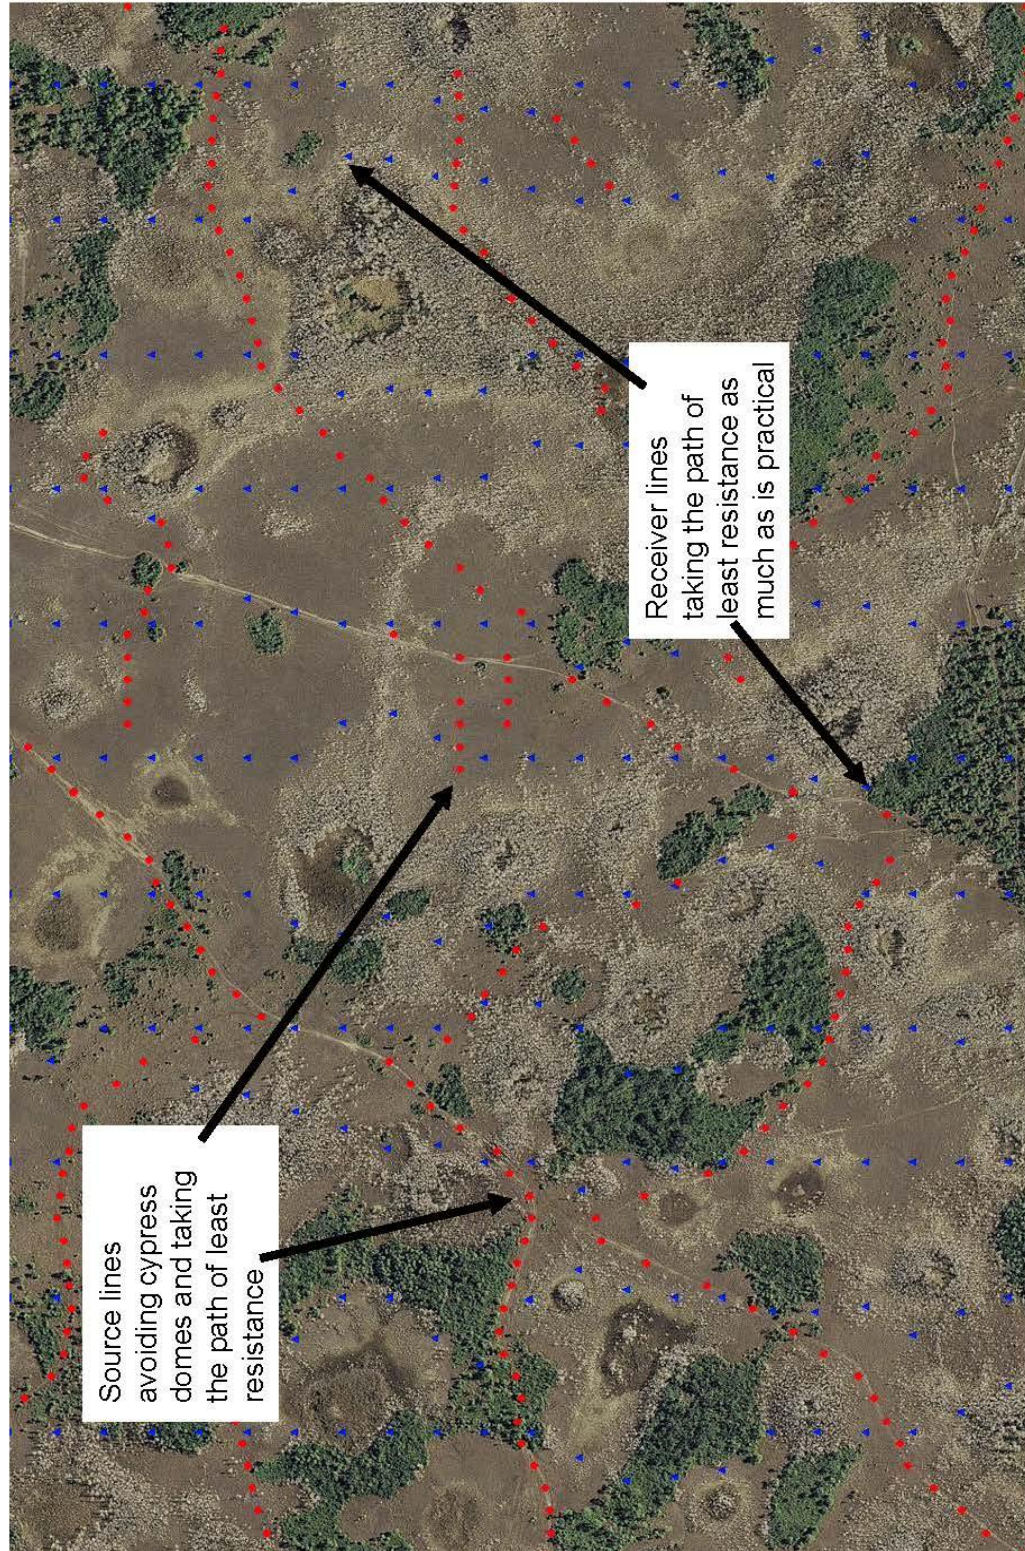 Source lines
avoiding cypress
domes and taking
the path of least
resistance
Receiver lines
taking the path of
least resistance as
much as is practical